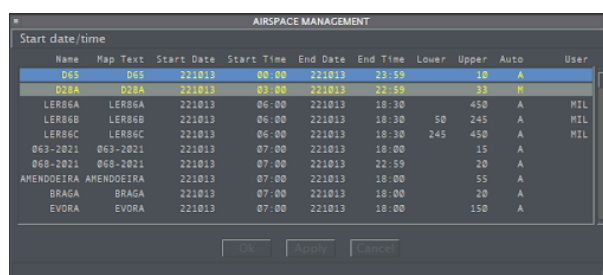 AIRSPACE MANAGEMENT
Start date/time
Name Map Text Start Date Start Time End Date End Time Lower Upper Auto User
D65 D65 221013 00:00 221013 23:59 10 A
D28A D28A 221013 03:00 221013 22:59 33 M
LER86A LER86A 221013 06:00 221013 18:30 450 A MIL
LER86B LER86B 221013 06:00 221013 18:30 50 245 A MIL
LER86C LER86C 221013 06:00 221013 18:30 245 450 A MIL
063-2021 063-2021 221013 07:00 221013 18:00 15 A
068-2021 068-2021 221013 07:00 221013 22:59 20 A
AMENDOEIRA AMENDOEIRA 221013 07:00 221013 18:00 55 A
BRAGA BRAGA 221013 07:00 221013 18:00 20 A
EVORA EVORA 221013 07:00 221013 18:00 150 A
Ok Apply Cancel